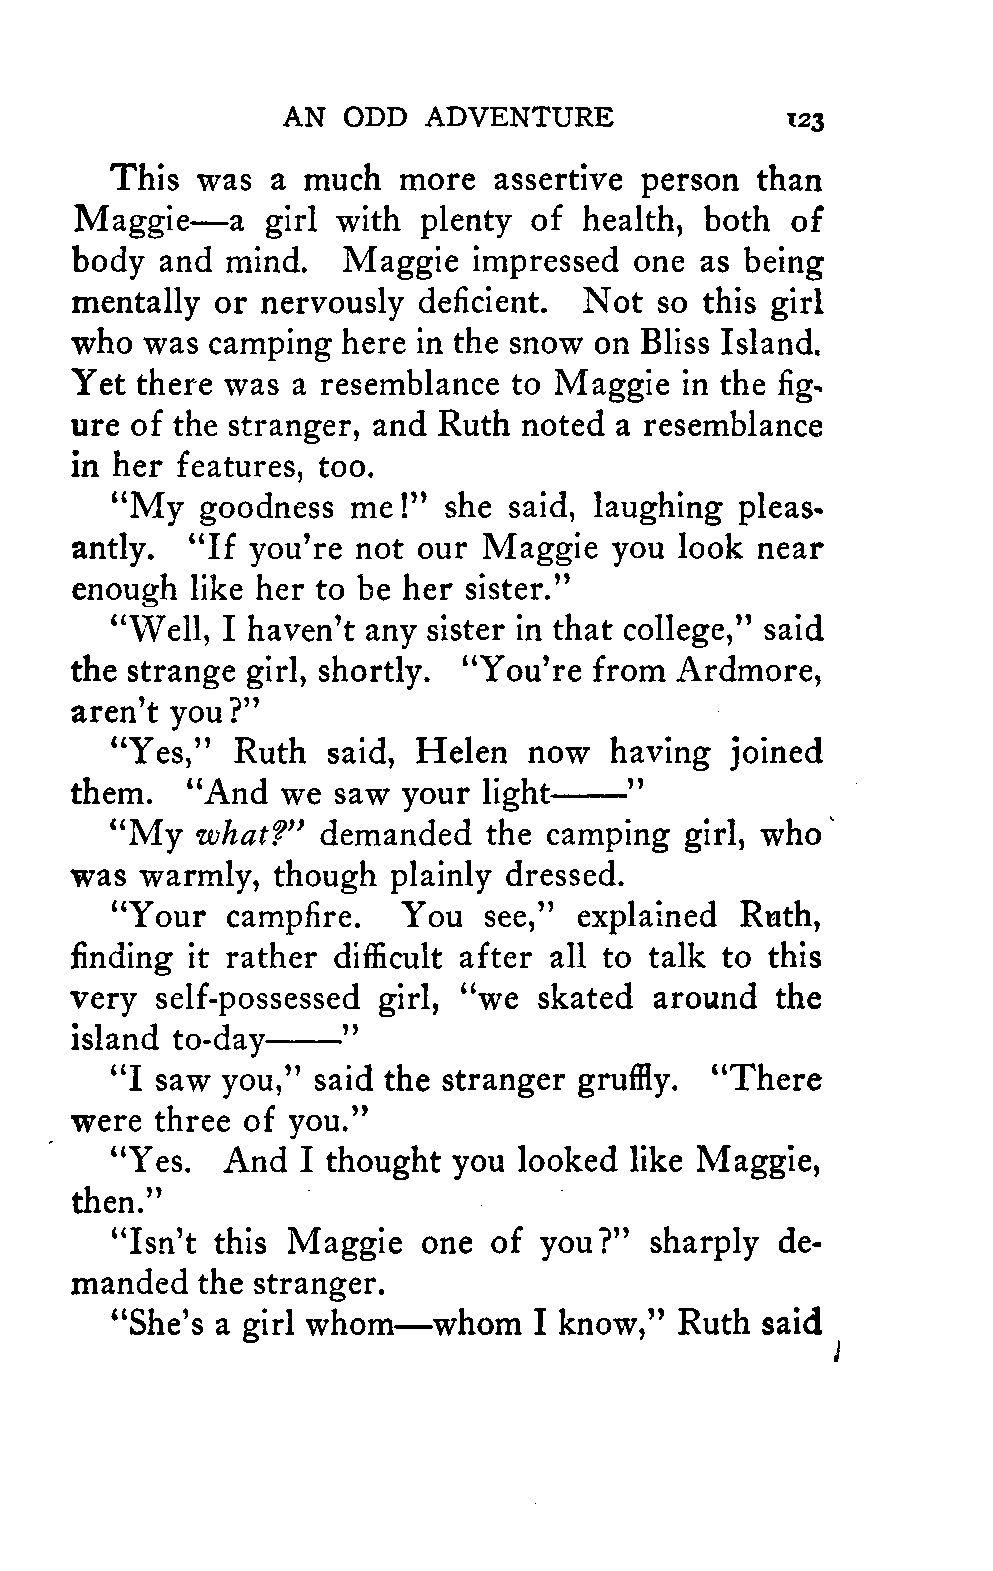 AN ODD ADVENTURE 123
This was a much more assertive person than
Maggie—a girl with plenty of health, both of
body and mind. Maggie impressed one as being
mentally or nervously deficient. Not so this girl
who was camping here in the snow on Bliss Island.
Yet there was a resemblance to Maggie in the fig-
ure of the stranger, and Ruth noted a resemblance
in her features, too.
"My goodness me!" she said, laughing pleas-
antly. "If you're not our Maggie you look near
enough like her to be her sister."
"Well, I haven't any sister in that college," said
the strange girl, shortly. "You're from Ardmore,
aren't you?"
"Yes," Ruth said, Helen now having joined
them. "And we saw your light——"
"My what?" demanded the camping girl, who
was warmly, though plainly dressed.
"Your campfire. You see," explained Ruth,
finding it rather difficult after all to talk to this
very self-possessed girl, "we skated around the
island to-day——"
"I saw you," said the stranger gruffly. "There
were three of you."
"Yes. And I thought you looked like Maggie,
then."
"Isn't this Maggie one of you?" sharply de-
manded the stranger.
"She's a girl whom—whom I know," Ruth said